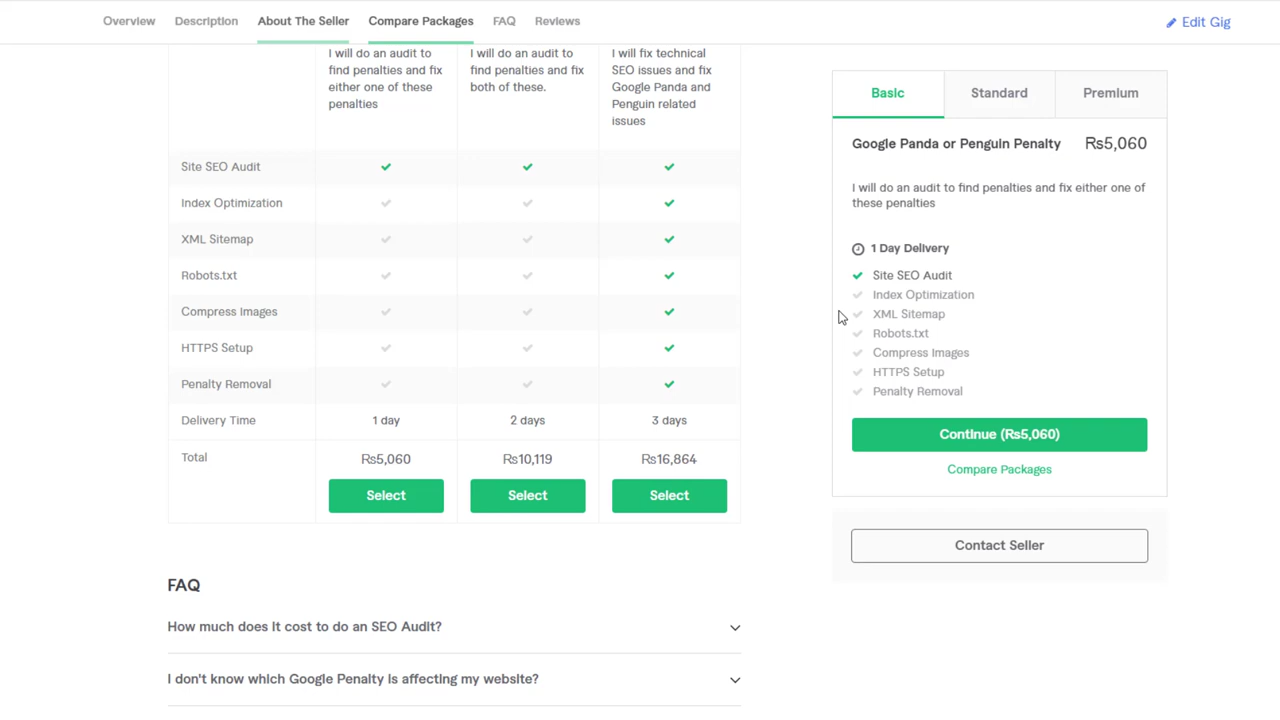 Overview Description About The Seller Compare Packages FAQ Reviews Edit Gig
I will do an audit to
find penalties and fix
either one of these
penalties
I will do an audit to
find penalties and fix
both of these.
I will fix technical
SEO issues and fix
Google Panda and
Penguin related
issues
Site SEO Audit
Index Optimization
XML Sitemap
Robots.txt
Compress Images
HTTPS Setup
Penalty Removal
Delivery Time 1 day 2 days 3 days
Total Rs5,060 Rs10,119 Rs16,864
Select Select Select
FAQ
How much does it cost to do an SEO Audit?
I don't know which Google Penalty is affecting my website?
Basic Standard Premium
Google Panda or Penguin Penalty Rs5,060
I will do an audit to find penalties and fix either one of
these penalties
1 Day Delivery
Site SEO Audit
Index Optimization
XML Sitemap
Robots.txt
Compress Images
HTTPS Setup
Penalty Removal
Continue (Rs5,060)
Compare Packages
Contact Seller